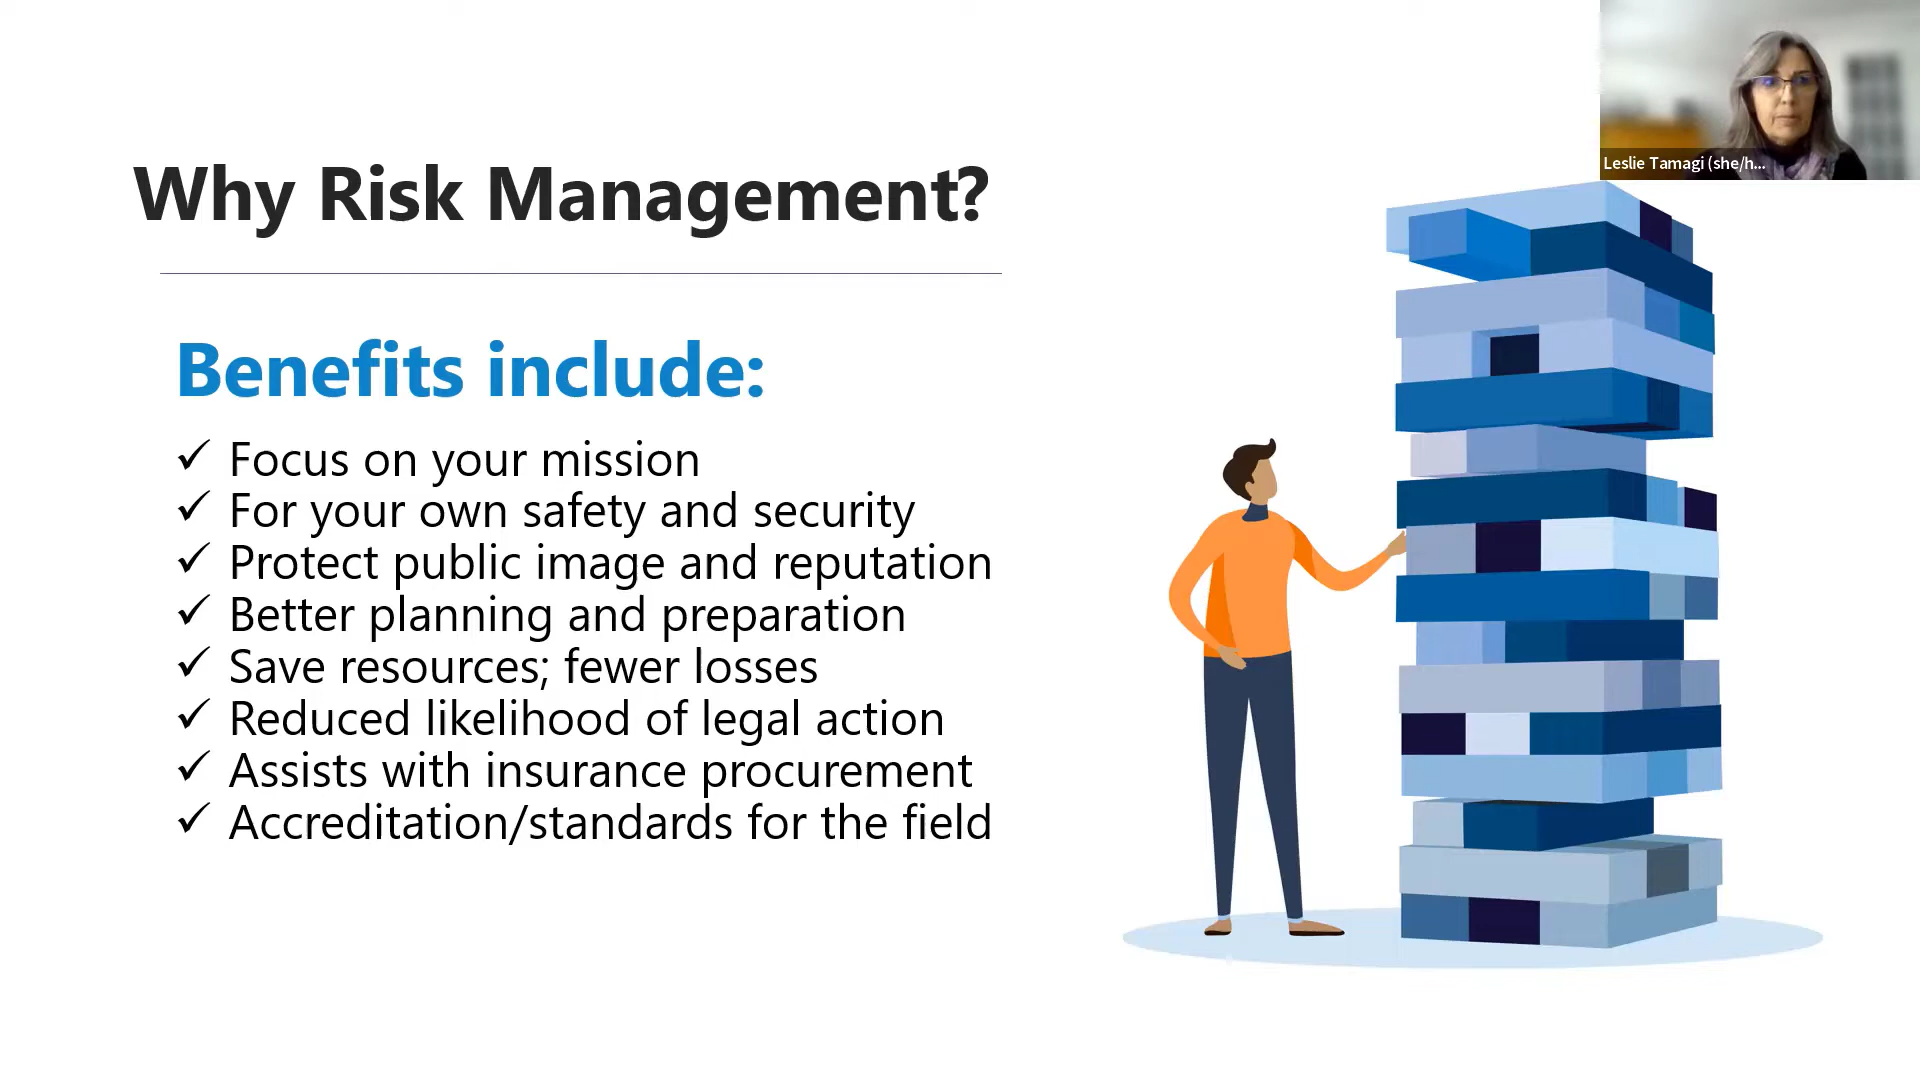 Leslie Tamagi (she/h...
Why Risk Management?
Benefits include:
✓ Focus on your mission
✓ For your own safety and security
✓ Protect public image and reputation
✓ Better planning and preparation
✓ Save resources; fewer losses
✓ Reduced likelihood of legal action
✓ Assists with insurance procurement
✓ Accreditation/standards for the field